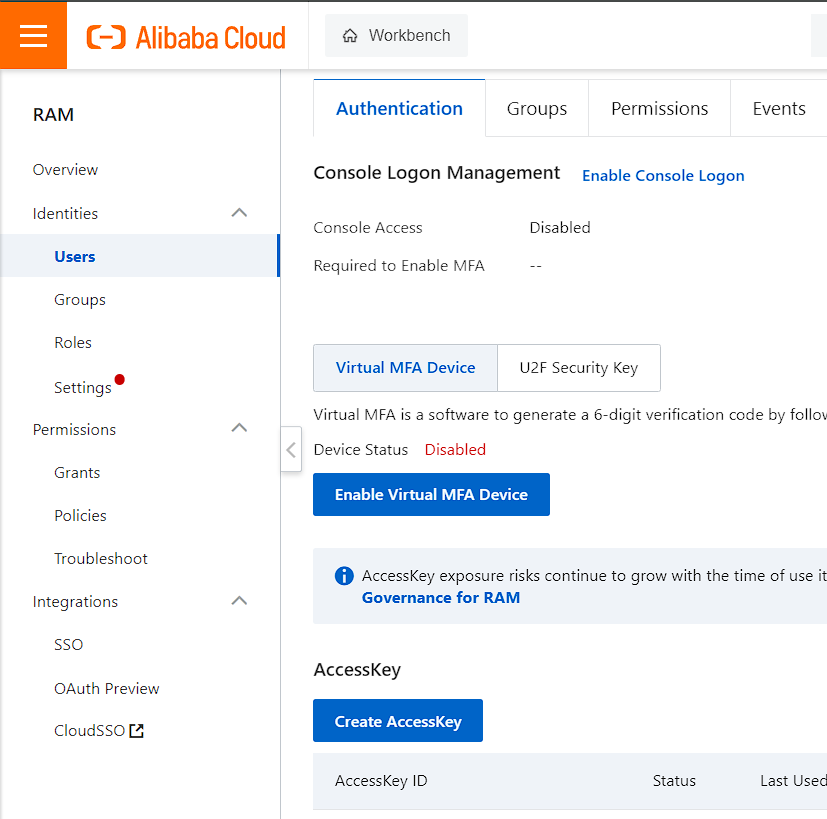 Alibaba Cloud
Workbench
RAM
Overview
Identities
Users
Groups
Roles
Settings
Permissions
Grants
Policies
Troubleshoot
Integrations
SSO
OAuth Preview
CloudSSO
Authentication Groups Permissions Events
Console Logon Management Enable Console Logon
Console Access Disabled
Required to Enable MFA --
Virtual MFA Device U2F Security Key
Virtual MFA is a software to generate a 6-digit verification code by follow
Device Status Disabled
Enable Virtual MFA Device
AccessKey exposure risks continue to grow with the time of use it
Governance for RAM
AccessKey
Create AccessKey
AccessKey ID Status Last Used